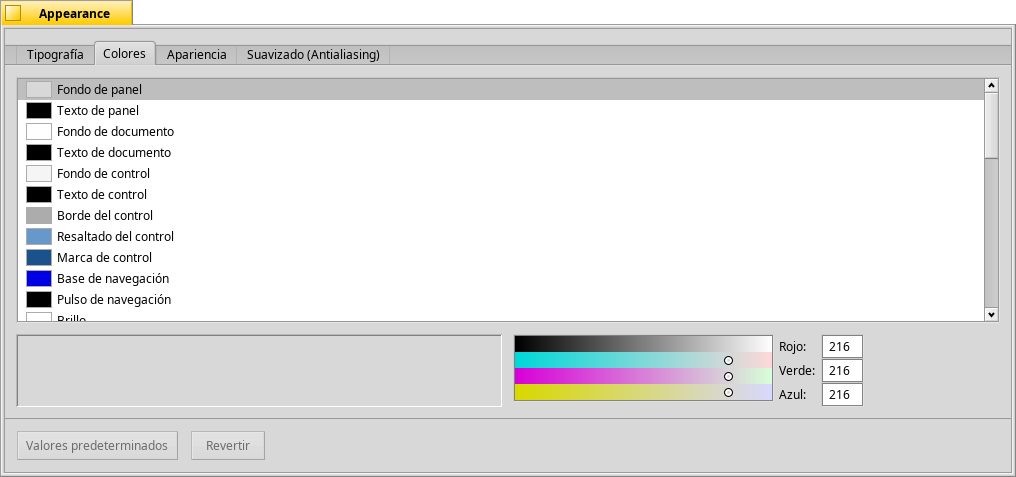 Appearance
Tipografía Colores Apariencia Suavizado (Antialiasing)
Fondo de panel
Texto de panel
Fondo de documento
Texto de documento
Fondo de control
Texto de control
Borde del control
Resaltado del control
Marca de control
Base de navegación
Pulso de navegación
Brillo
Rojo: 216
Verde: 216
Azul: 216
Valores predeterminados Revertir